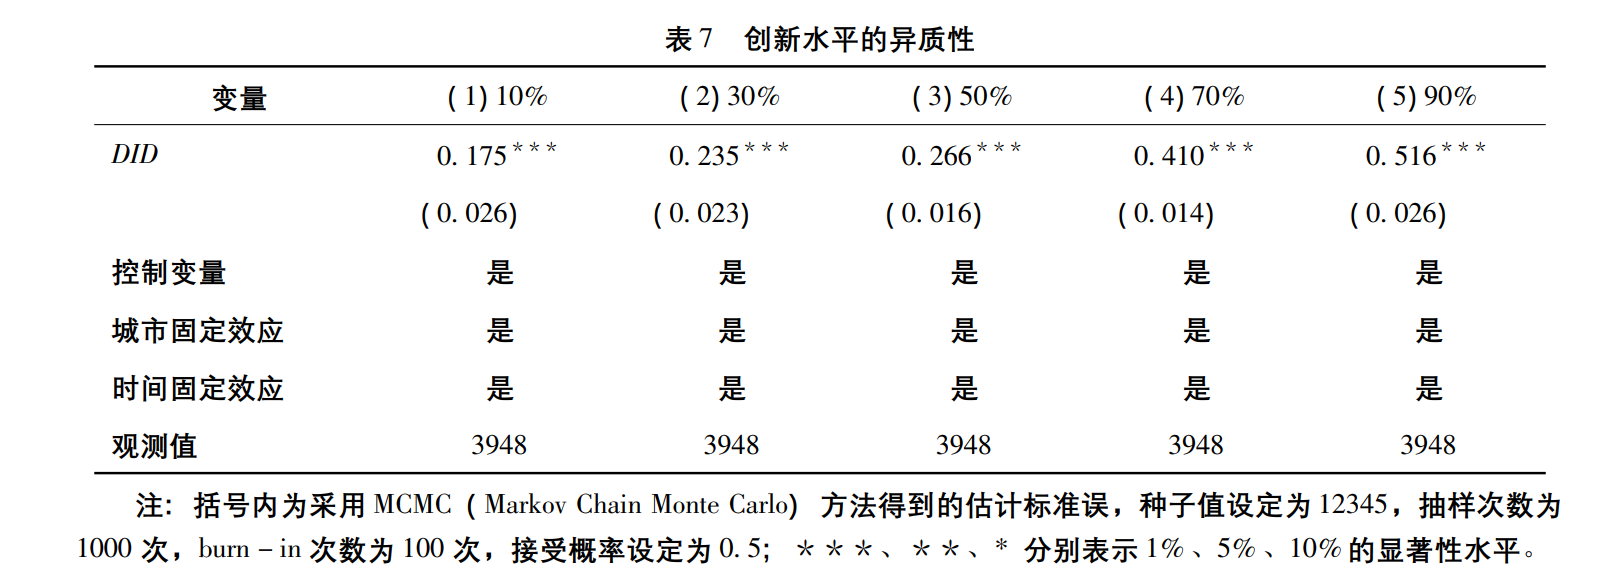 表 7 创新水平的异质性
变量 (1) 10% (2) 30% (3) 50% (4) 70% (5) 90%
DID 0. 175*** 0. 235*** 0. 266*** 0. 410*** 0. 516***
(0. 026) (0. 023) (0. 016) (0. 014) (0. 026)
控制变量 是 是 是 是 是
城市固定效应 是 是 是 是 是
时间固定效应 是 是 是 是 是
观测值 3948 3948 3948 3948 3948
注：括号内为采用 MCMC（Markov Chain Monte Carlo）方法得到的估计标准误，种子值设定为 12345，抽样次数为
1000 次，burn－in 次数为 100 次，接受概率设定为 0. 5；＊＊＊、＊＊、* 分别表示 1%、5%、10% 的显著性水平。